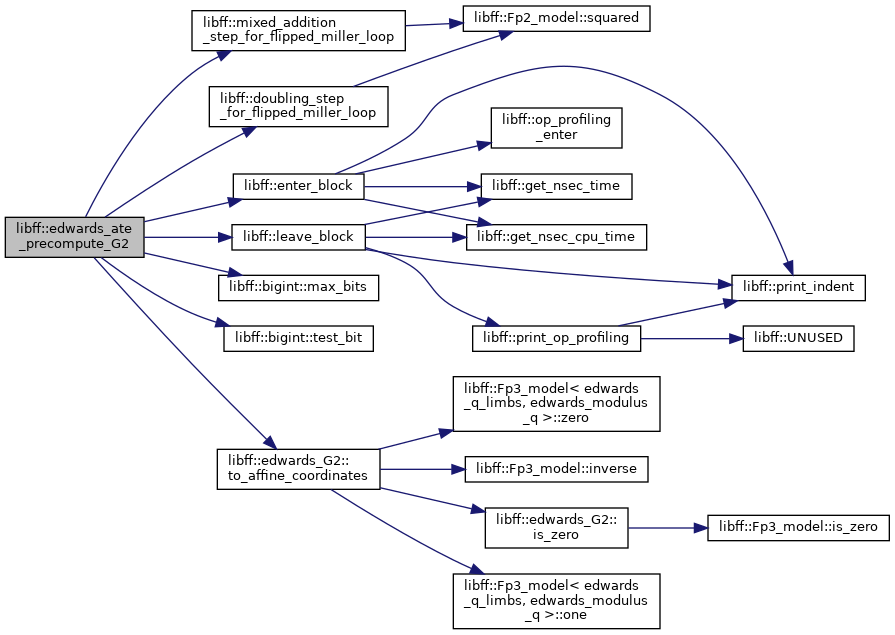 libff::mixed_addition
_step_for_flipped_miller_loop
libff::Fp2_model::squared
libff::doubling_step
_for_flipped_miller_loop
libff::op_profiling
_enter
libff::enter_block
libff::get_nsec_time
libff::edwards_ate
_precompute_G2
libff::leave_block
libff::get_nsec_cpu_time
libff::bigint::max_bits
libff::print_indent
libff::bigint::test_bit
libff::print_op_profiling
libff::UNUSED
libff::Fp3_model< edwards
_q_limbs, edwards_modulus
_q >::zero
libff::edwards_G2::
to_affine_coordinates
libff::Fp3_model::inverse
libff::edwards_G2::
is_zero
libff::Fp3_model::is_zero
libff::Fp3_model< edwards
_q_limbs, edwards_modulus
_q >::one